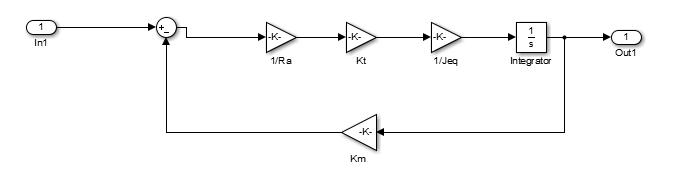 1
In1
+
-
-K-
1/Ra
-K-
Kt
-K-
1/Jeq
1
s
Integrator
1
Out1
-K-
Km